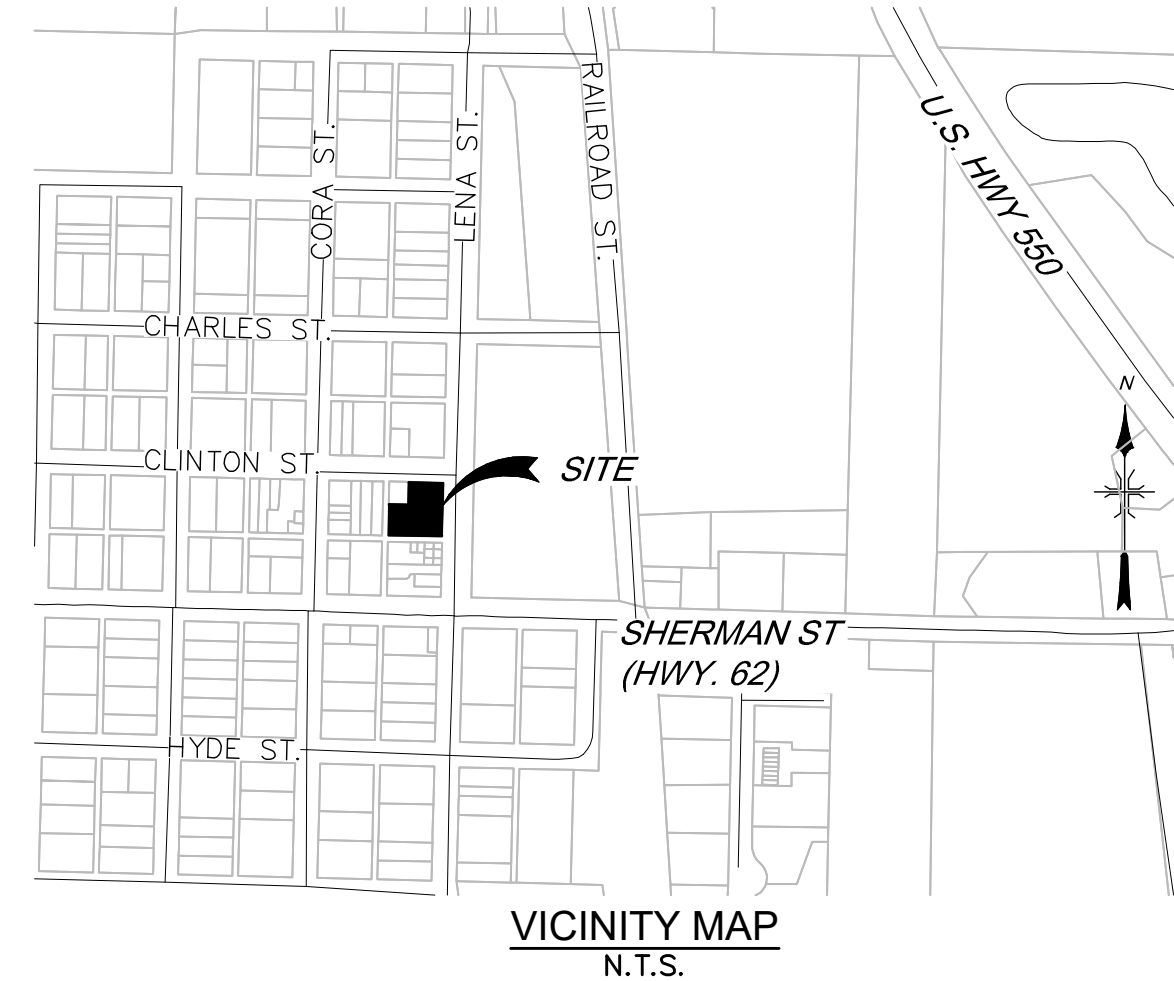 RAILROAD ST.
U.S. HWY 550
CORA ST.
LENA ST.
CHARLES ST.
N
CLINTON ST.
SITE
SHERMAN ST
(HWY. 62)
HYDE ST.
VICINITY MAP
N.T.S.